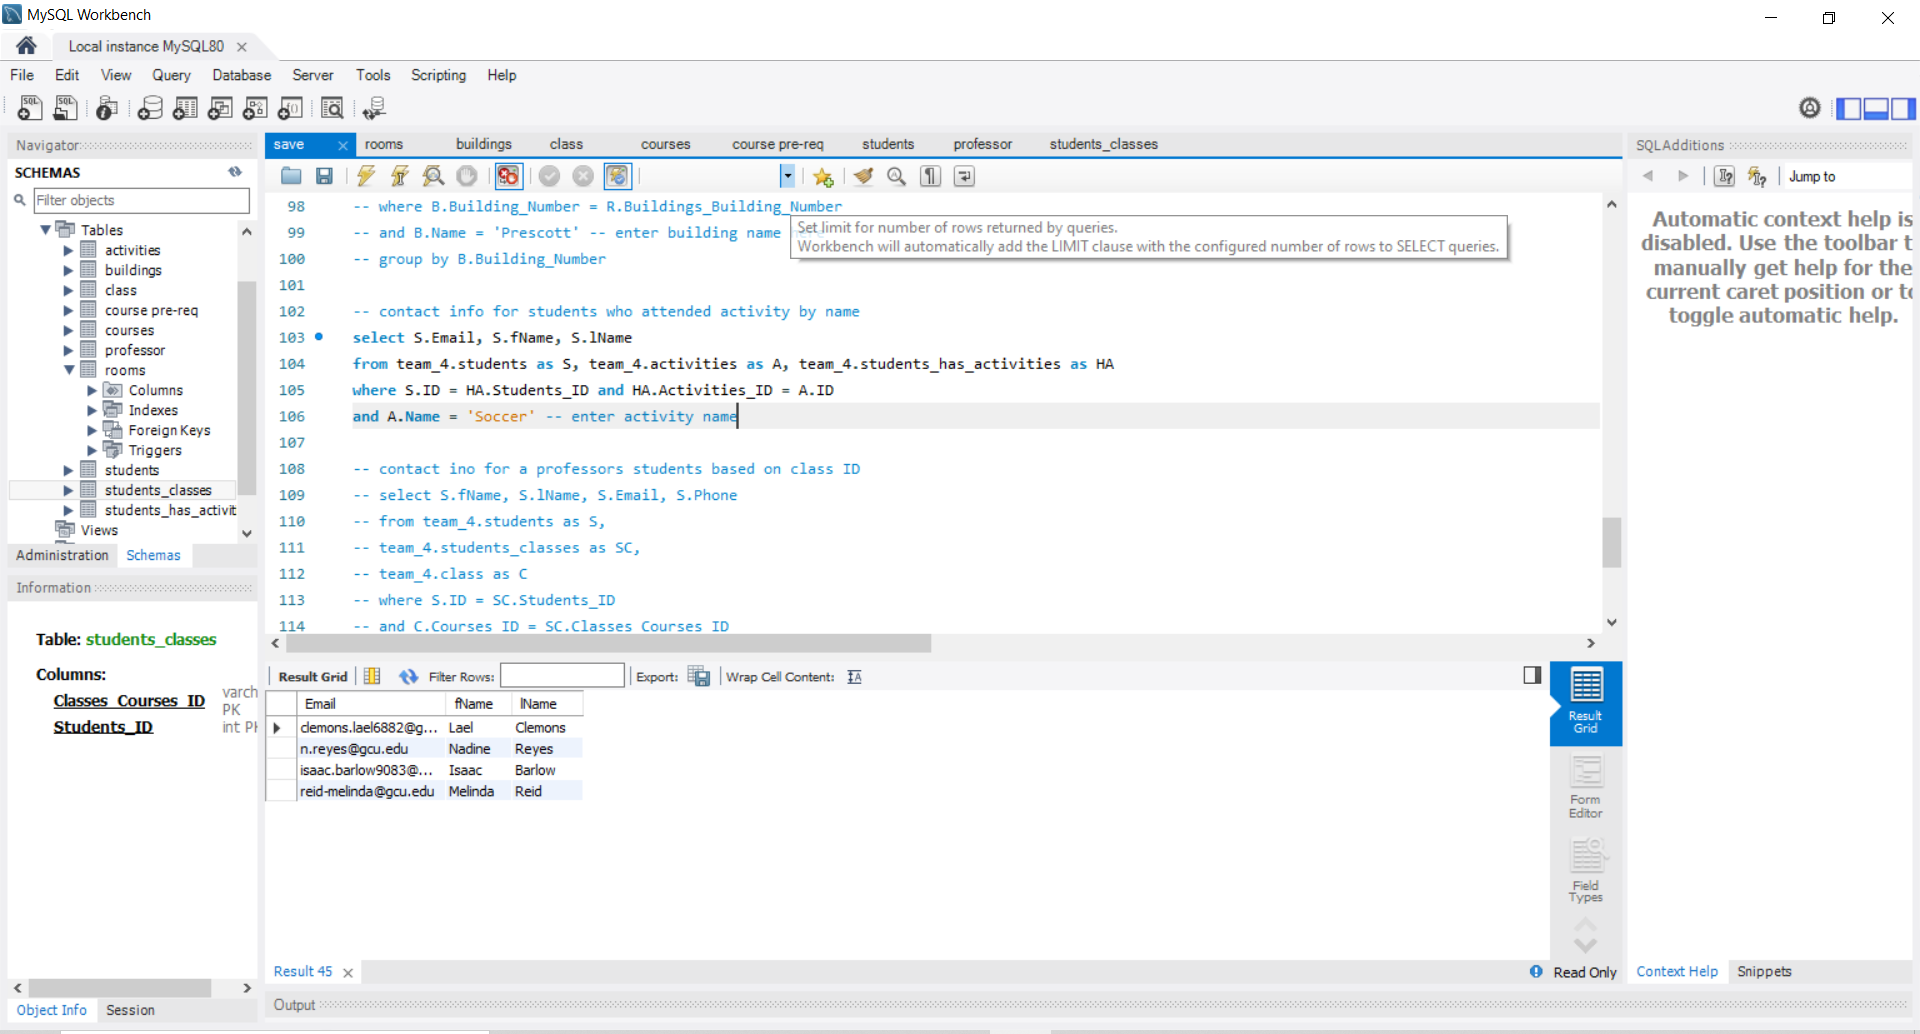 MySQL Workbench
Local instance MySQL80
File Edit View Query Database Server Tools Scripting Help
Navigator
SCHEMAS
Filter objects
Tables
activities
buildings
class
course pre-req
courses
professor
rooms
Columns
Indexes
Foreign Keys
Triggers
students
students_classes
students_has_activit
Views
Administration Schemas
Information
Table: students_classes
Columns:
Classes_Courses_ID varch
PK
Students_ID int PK
Object Info Session
save rooms buildings class courses course pre-req students professor students_classes
98 -- where B.Building_Number = R.Buildings_Building_Number
99 -- and B.Name = 'Prescott' -- enter building name
Set limit for number of rows returned by queries.
Workbench will automatically add the LIMIT clause with the configured number of rows to SELECT queries.
100 -- group by B.Building_Number
101
102 -- contact info for students who attended activity by name
103 select S.Email, S.fName, S.lName
104 from team_4.students as S, team_4.activities as A, team_4.students_has_activities as HA
105 where S.ID = HA.Students_ID and HA.Activities_ID = A.ID
106 and A.Name = 'Soccer' -- enter activity name
107
108 -- contact ino for a professors students based on class ID
109 -- select S.fName, S.lName, S.Email, S.Phone
110 -- from team_4.students as S,
111 -- team_4.students_classes as SC,
112 -- team_4.class as C
113 -- where S.ID = SC.Students_ID
114 -- and C.Courses_ID = SC.Classes_Courses_ID
Result Grid Filter Rows: Export: Wrap Cell Content:
Email fName lName
clemons.lael6882@g... Lael Clemons
n.reyes@gcu.edu Nadine Reyes
isaac.barlow9083@... Isaac Barlow
reid-melinda@gcu.edu Melinda Reid
Result Grid
Form Editor
Field Types
Result 45
Read Only
Output
SQLAdditions
Jump to
Automatic context help is
disabled. Use the toolbar t
manually get help for the
current caret position or to
toggle automatic help.
Context Help Snippets